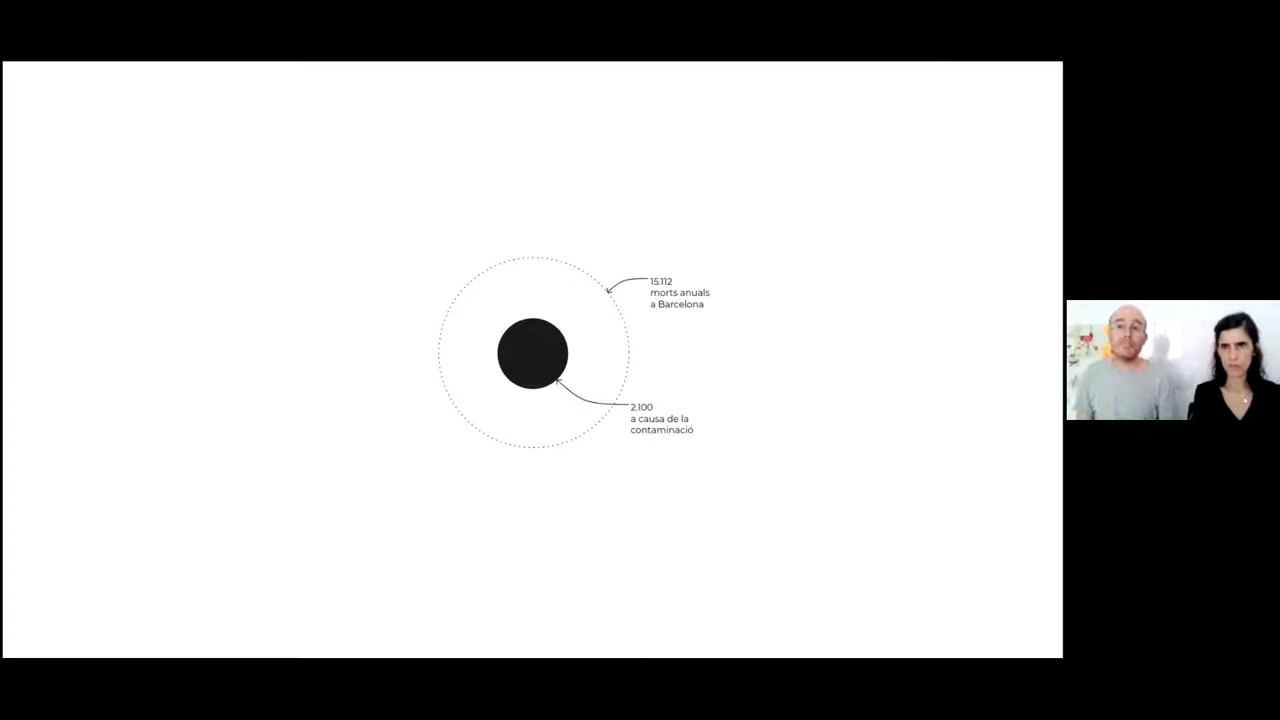 15.112
morts anuals
a Barcelona
2.100
a causa de la
contaminació